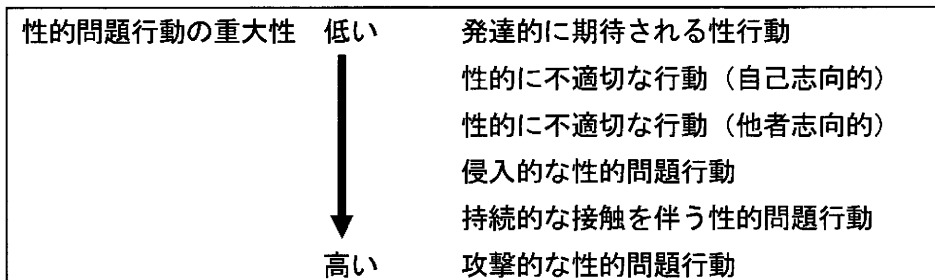 性的問題行動の重大性 低い 発達的に期待される性行動
性的に不適切な行動（自己志向的）
性的に不適切な行動（他者志向的）
侵入的な性的問題行動
持続的な接触を伴う性的問題行動
高い 攻撃的な性的問題行動